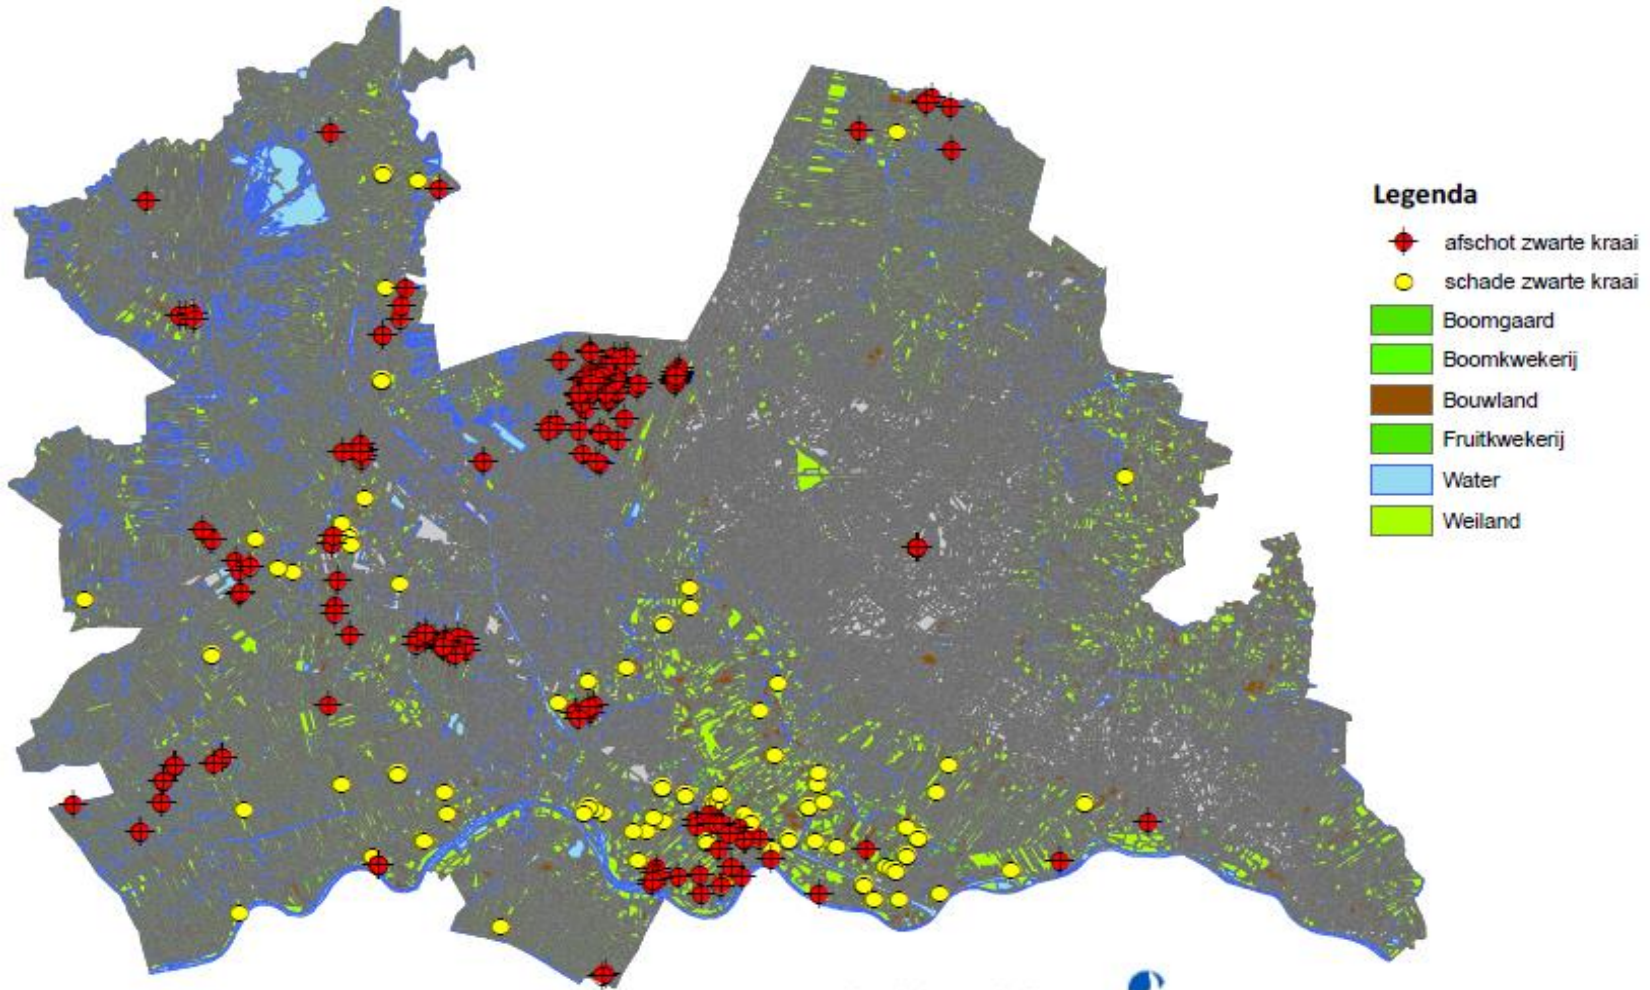 Legenda
afschot zwarte kraai
schade zwarte kraai
Boomgaard
Boomkwekerij
Bouwland
Fruitkwekerij
Water
Weiland